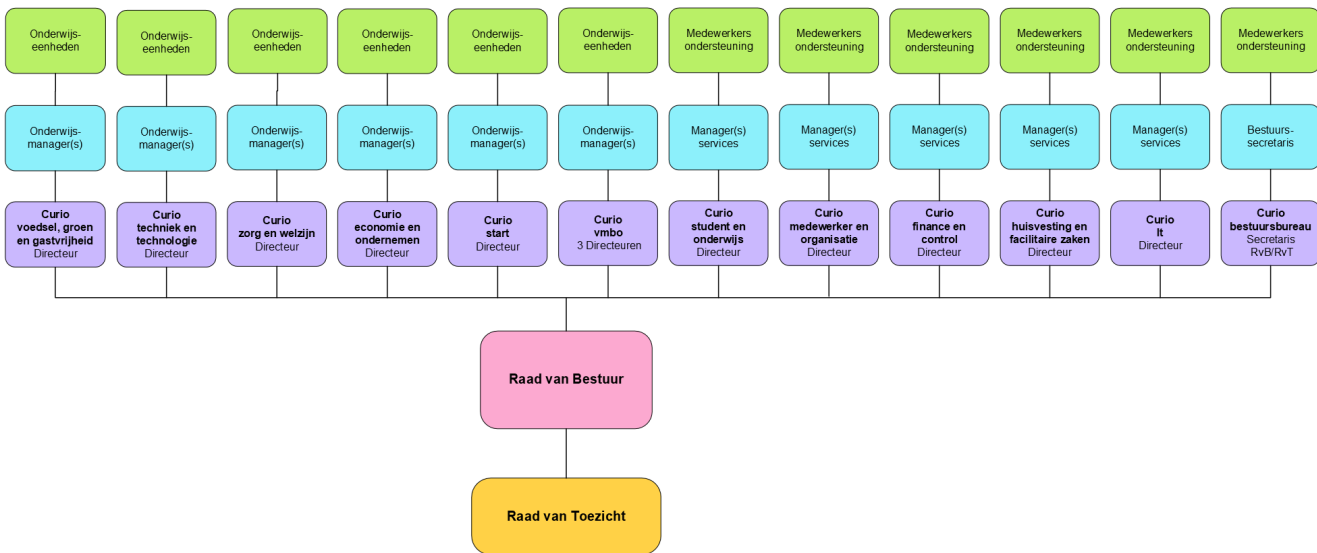 Onderwijs-
eenheden
Onderwijs-
eenheden
Onderwijs-
eenheden
Onderwijs-
eenheden
Onderwijs-
eenheden
Onderwijs-
eenheden
Medewerkers
ondersteuning
Medewerkers
ondersteuning
Medewerkers
ondersteuning
Medewerkers
ondersteuning
Medewerkers
ondersteuning
Medewerkers
ondersteuning
Onderwijs-
manager(s)
Onderwijs-
manager(s)
Onderwijs-
manager(s)
Onderwijs-
manager(s)
Onderwijs-
manager(s)
Onderwijs-
manager(s)
Manager(s)
services
Manager(s)
services
Manager(s)
services
Manager(s)
services
Manager(s)
services
Bestuurs-
secretaris
Curio
voedsel, groen
en gastvrijheid
Directeur
Curio
techniek en
technologie
Directeur
Curio
zorg en welzijn
Directeur
Curio
economie en
ondernemen
Directeur
Curio
start
Directeur
Curio
vmbo
3 Directeuren
Curio
student en
onderwijs
Directeur
Curio
medewerker en
organisatie
Directeur
Curio
finance en
control
Directeur
Curio
huisvesting en
facilitaire zaken
Directeur
Curio
It
Directeur
Curio
bestuursbureau
Secretaris
RvB/RvT
Raad van Bestuur
Raad van Toezicht